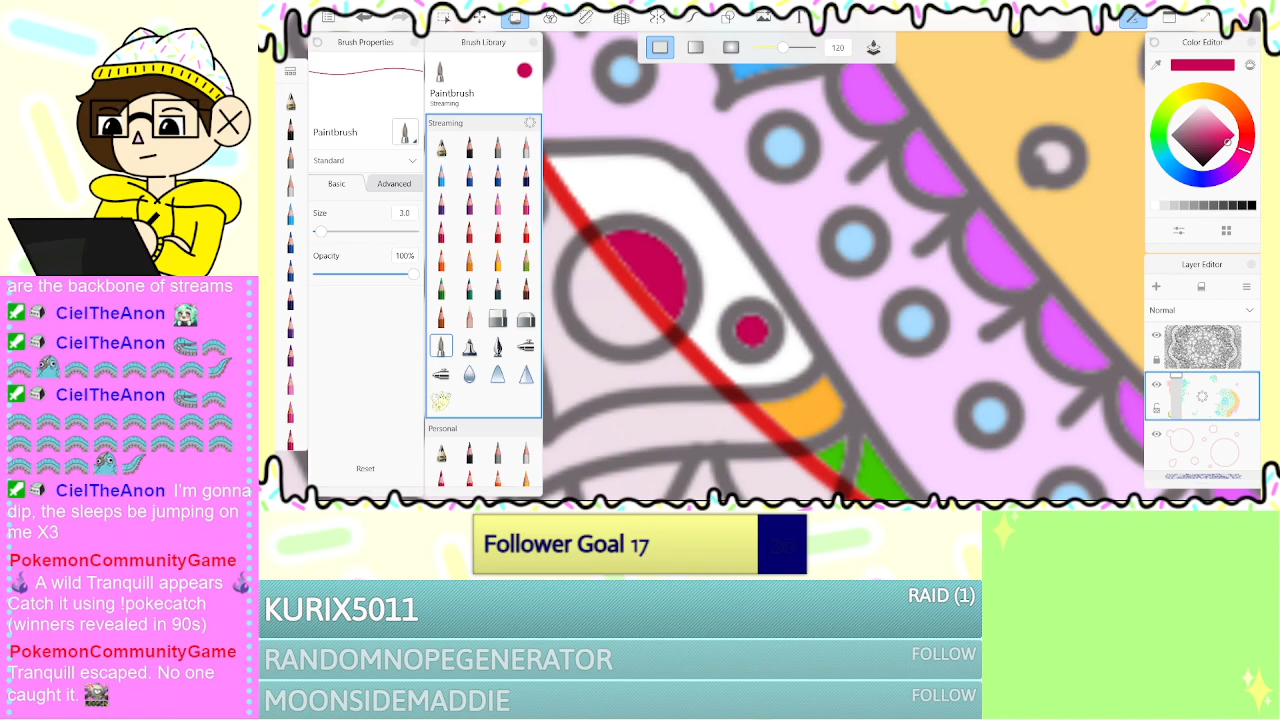 Brush Properties
Brush Library
120
Color Editor
Paintbrush
Streaming
Streaming
Paintbrush
Standard
Basic
Advanced
Size
3.0
Opacity
100%
Reset
Personal
Layer Editor
Normal
are the backbone of streams
CielTheAnon
CielTheAnon
CielTheAnon
CielTheAnon I'm gonna
dip, the sleeps be jumping on
me X3
PokemonCommunityGame
A wild Tranquill appears
Catch it using !pokecatch
(winners revealed in 90s)
PokemonCommunityGame
Tranquill escaped. No one
caught it.
Follower Goal 17
KURIX5011
RAID (1)
RANDOMNOPEGENERATOR
FOLLOW
MOONSIDEMADDIE
FOLLOW